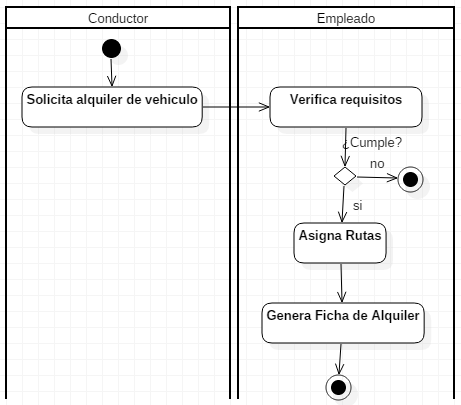 Conductor
Empleado
Solicita alquiler de vehiculo
Verifica requisitos
¿Cumple?
no
si
Asigna Rutas
Genera Ficha de Alquiler